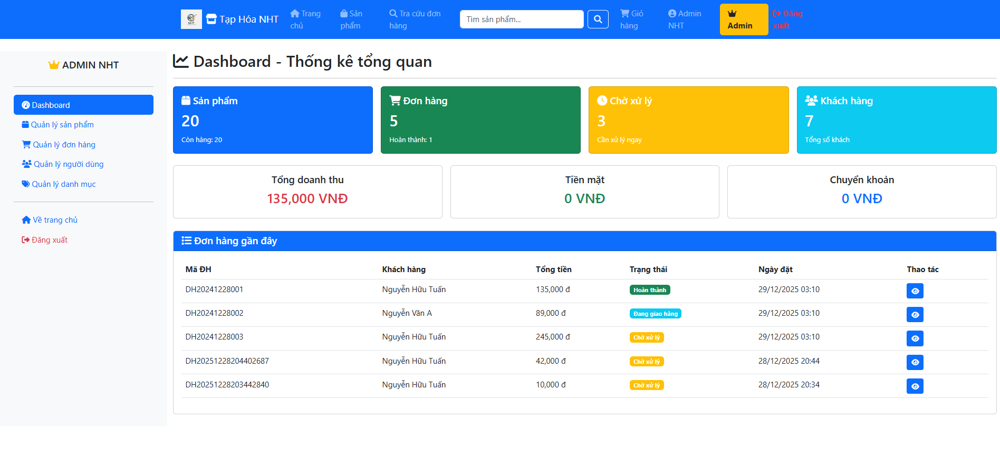 NHT
Tạp Hóa NHT
Trang chủ
Sản phẩm
Tra cứu đơn hàng
Tìm sản phẩm...
Giỏ hàng
Admin NHT
Admin
Đăng xuất
ADMIN NHT
Dashboard
Quản lý sản phẩm
Quản lý đơn hàng
Quản lý người dùng
Quản lý danh mục
Về trang chủ
Đăng xuất
Dashboard - Thống kê tổng quan
Sản phẩm
20
Còn hàng: 20
Đơn hàng
5
Hoàn thành: 1
Chờ xử lý
3
Cần xử lý ngay
Khách hàng
7
Tổng số khách
Tổng doanh thu
135,000 VNĐ
Tiền mặt
0 VNĐ
Chuyển khoản
0 VNĐ
Đơn hàng gần đây
Mã ĐH Khách hàng Tổng tiền Trạng thái Ngày đặt Thao tác
DH20241228001 Nguyễn Hữu Tuấn 135,000 đ Hoàn thành 29/12/2025 03:10
DH20241228002 Nguyễn Văn A 89,000 đ Đang giao hàng 29/12/2025 03:10
DH20241228003 Nguyễn Hữu Tuấn 245,000 đ Chờ xử lý 29/12/2025 03:10
DH20251228204402687 Nguyễn Hữu Tuấn 42,000 đ Chờ xử lý 28/12/2025 20:44
DH20251228203442840 Nguyễn Hữu Tuấn 10,000 đ Chờ xử lý 28/12/2025 20:34